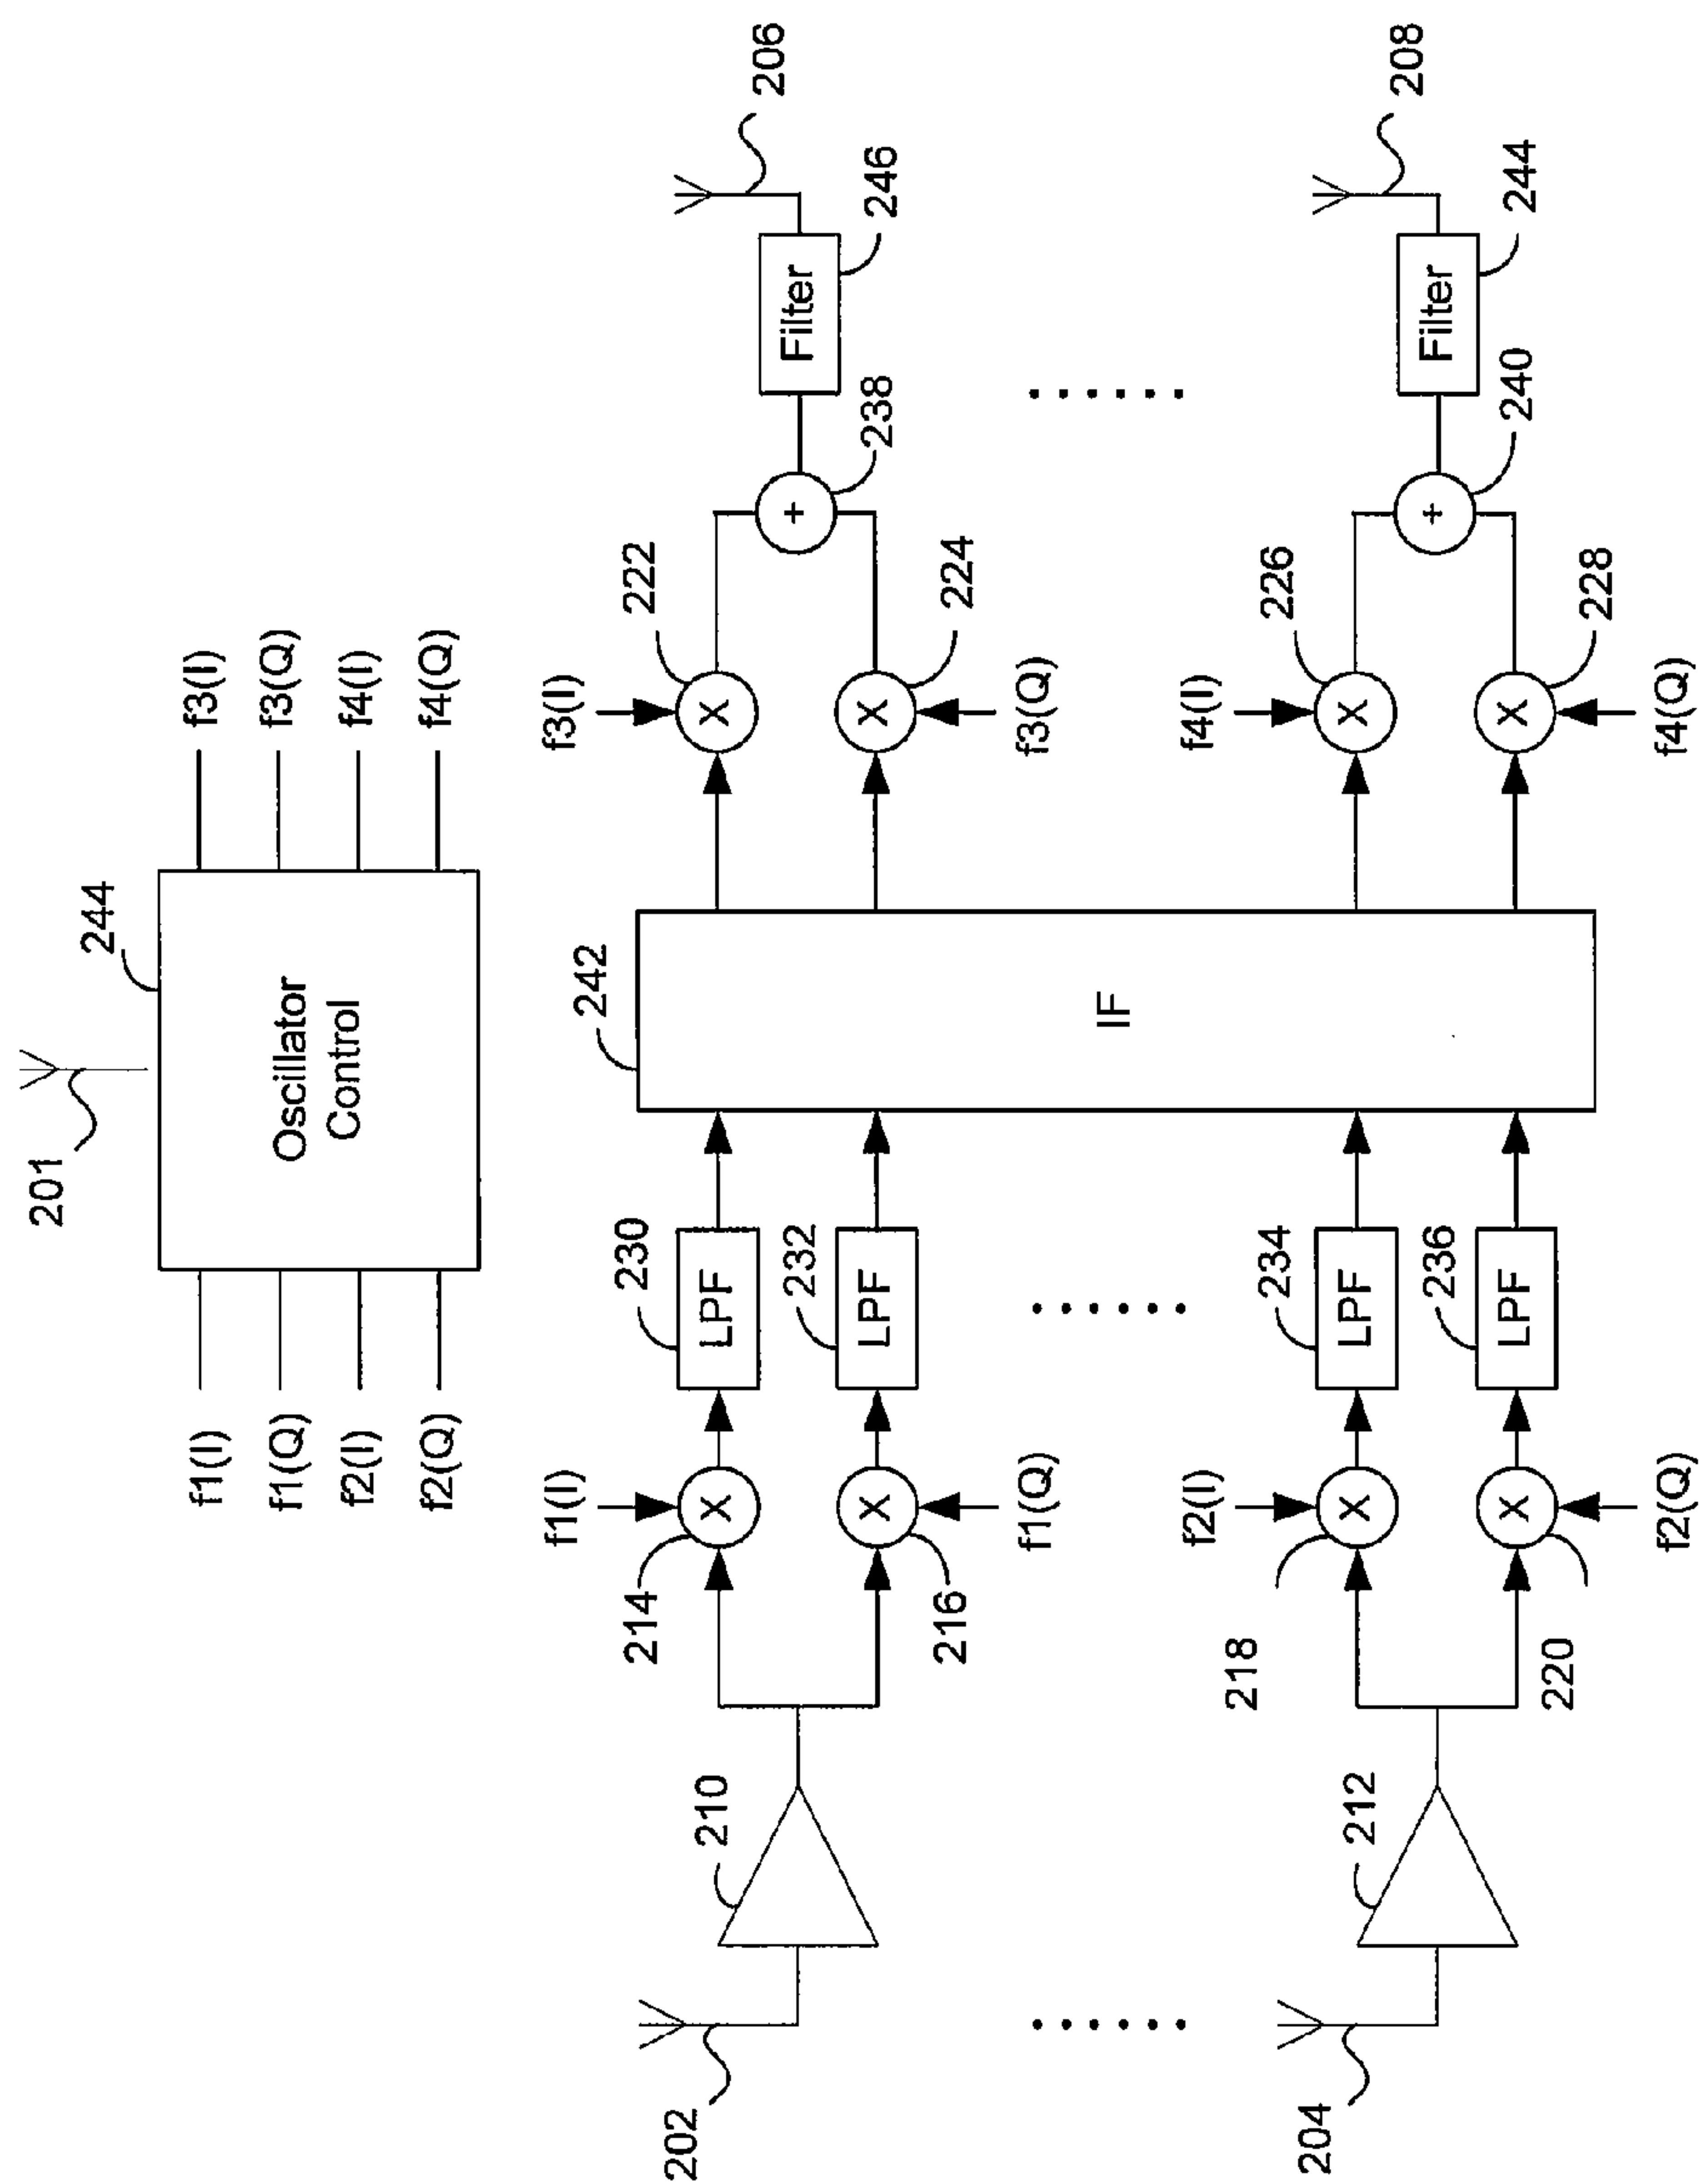 201
244
f1(I)
f1(Q)
f2(I)
f2(Q)
Oscillator
Control
f3(I)
f3(Q)
f4(I)
f4(Q)
202
210
214
f1(I)
X
216
X
f1(Q)
230
LPF
232
LPF
242
IF
f3(I)
222
X
224
X
f3(Q)
238
+
Filter
246
206
204
212
218
f2(I)
X
220
X
f2(Q)
234
LPF
236
LPF
f4(I)
226
X
228
X
f4(Q)
240
+
Filter
244
208